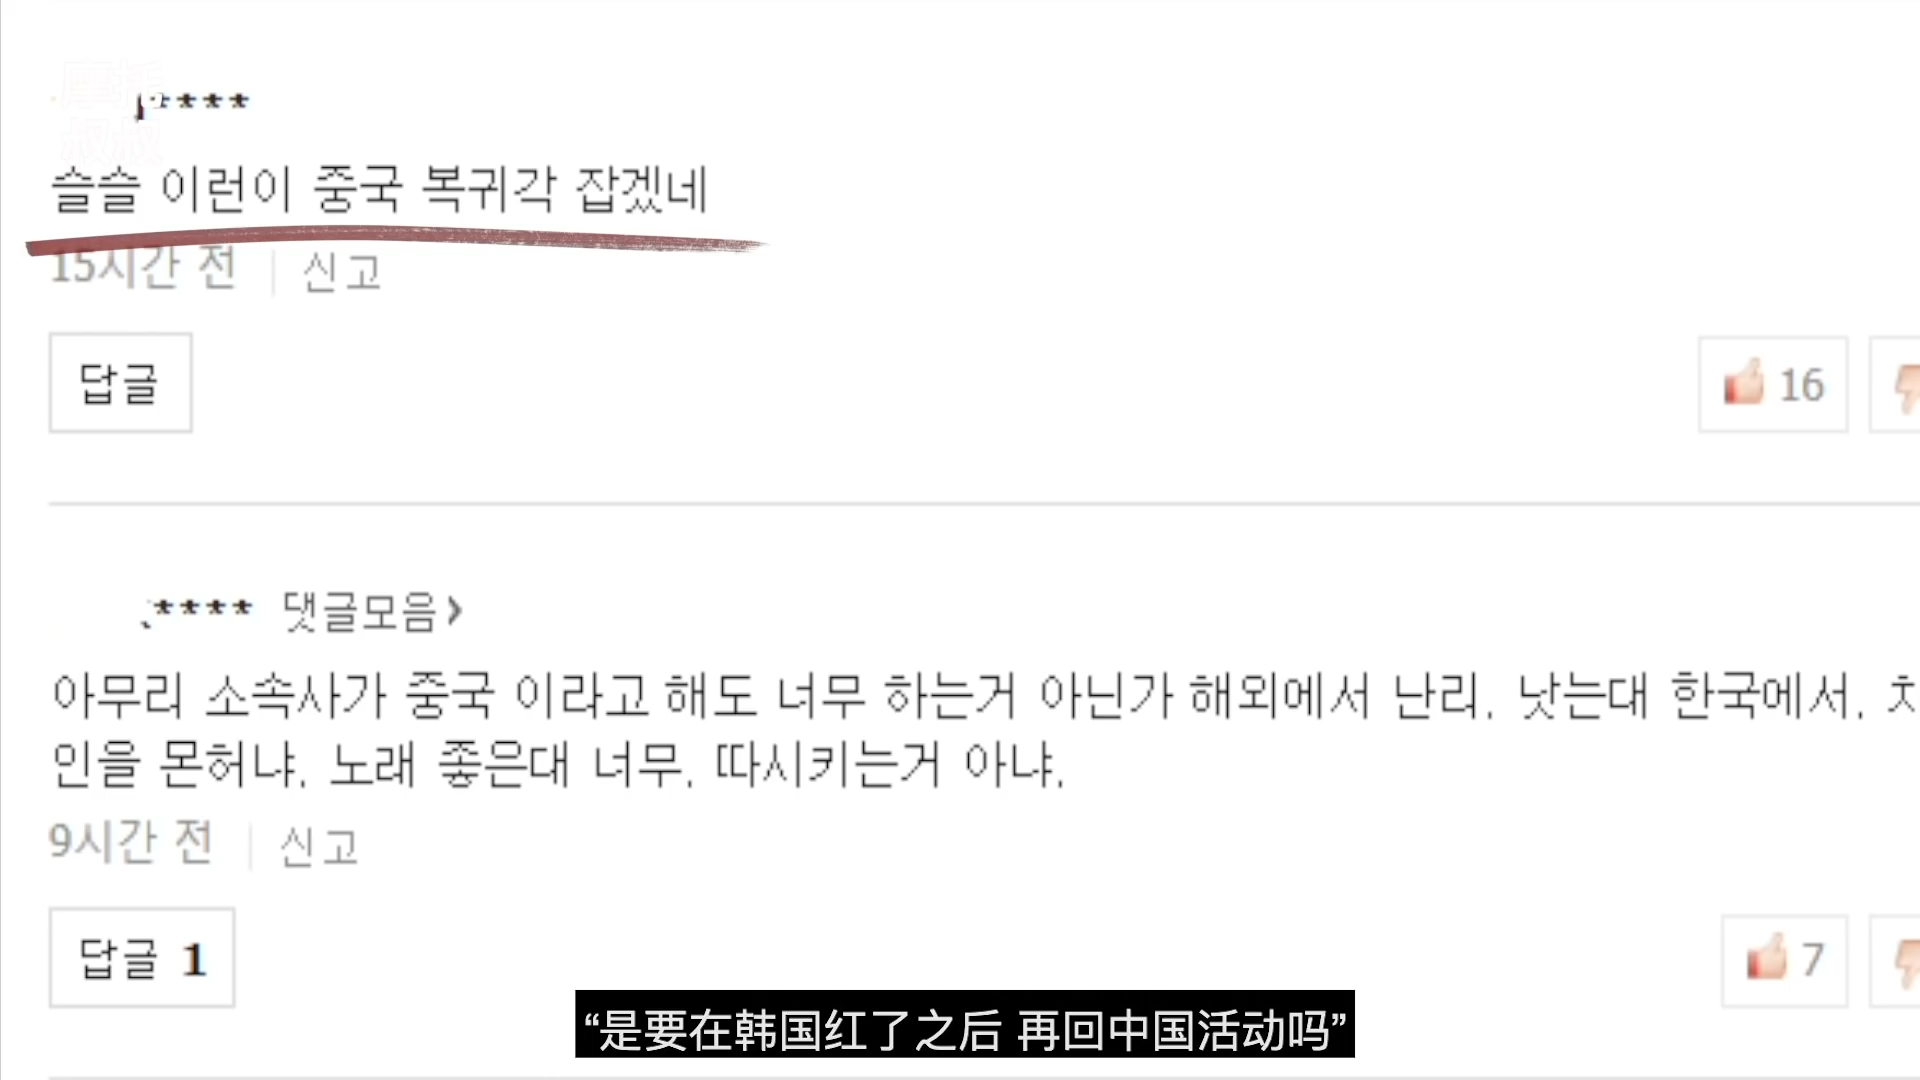 摩托
叔叔
****
슬슬 이런이 중국 복귀각 잡겠네
15시간 전 | 신고
답글
16
**** 댓글모음 >
아무리 소속사가 중국 이라고 해도 너무 하는거 아닌가 해외에서 난리. 낫는대 한국에서.
인을 몬허냐. 노래 좋은대 너무. 따시키는거 아냐.
9시간 전 | 신고
답글 1
7
“是要在韩国红了之后 再回中国活动吗”